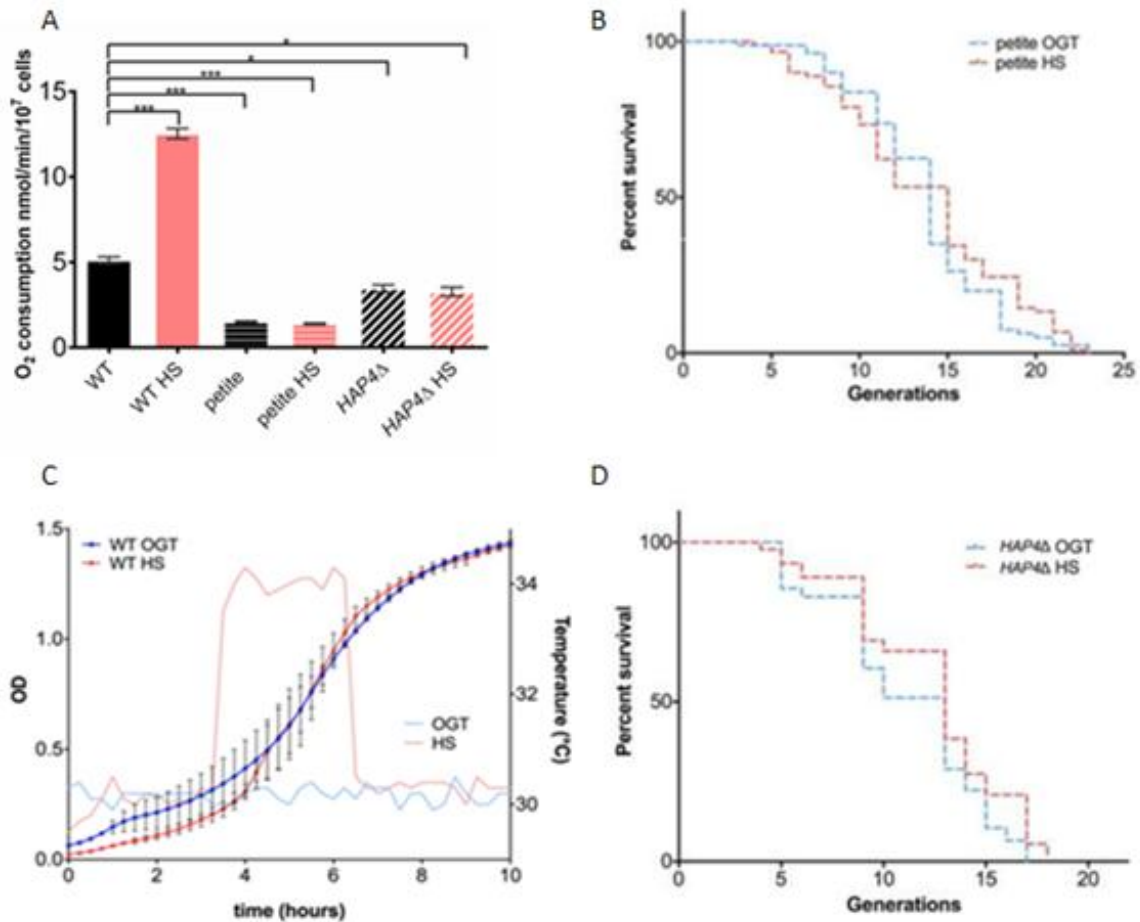 A
O₂ consumption nmol/min/10⁷ cells
15
10
5
0
*
*
***
***
***
WT
WT HS
petite
petite HS
HAP4Δ
HAP4Δ HS
B
Percent survival
100
50
0
petite OGT
petite HS
0 5 10 15 20 25
Generations
C
OD
1.5
1.0
0.5
0.0
WT OGT
WT HS
OGT
HS
34
32
30
Temperature (°C)
0 2 4 6 8 10
time (hours)
D
Percent survival
100
50
0
HAP4Δ OGT
HAP4Δ HS
0 5 10 15 20
Generations